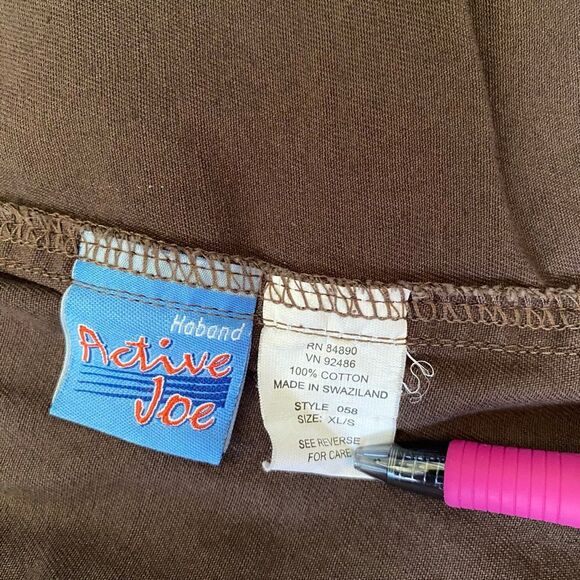 Haband
Active
Joe
RN 84890
VN 92486
100% COTTON
MADE IN SWAZILAND
STYLE 058
SIZE: XL/S
SEE REVERSE
FOR CARE